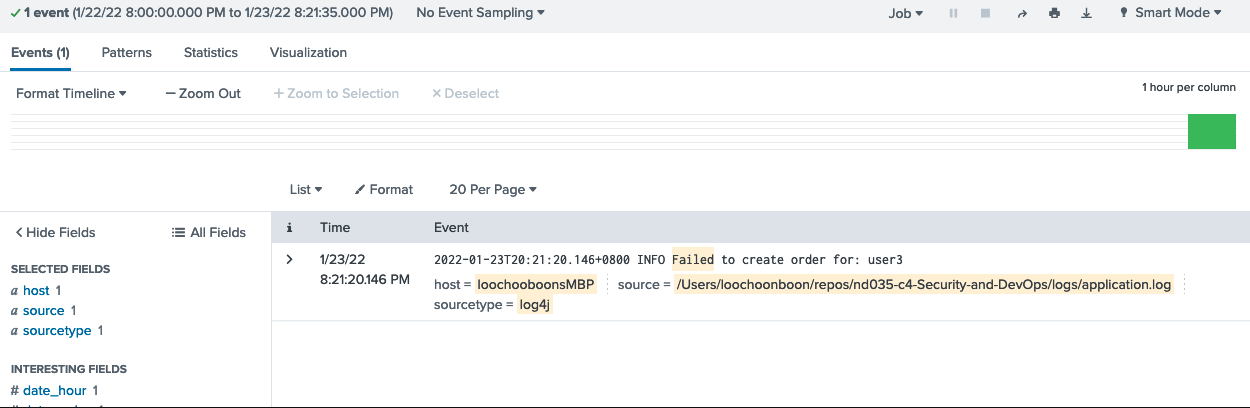 ✓ 1 event (1/22/22 8:00:00.000 PM to 1/23/22 8:21:35.000 PM) No Event Sampling ▾ Job ▾ Smart Mode ▾
Events (1) Patterns Statistics Visualization
Format Timeline ▾ — Zoom Out + Zoom to Selection × Deselect 1 hour per column
List ▾ Format 20 Per Page ▾
< Hide Fields All Fields i Time Event
SELECTED FIELDS
a host 1
a source 1
a sourcetype 1
INTERESTING FIELDS
# date_hour 1
> 1/23/22 8:21:20.146 PM
2022-01-23T20:21:20.146+0800 INFO Failed to create order for: user3
host = loochooboonsMBP source = /Users/loochoonboon/repos/nd035-c4-Security-and-DevOps/logs/application.log
sourcetype = log4j